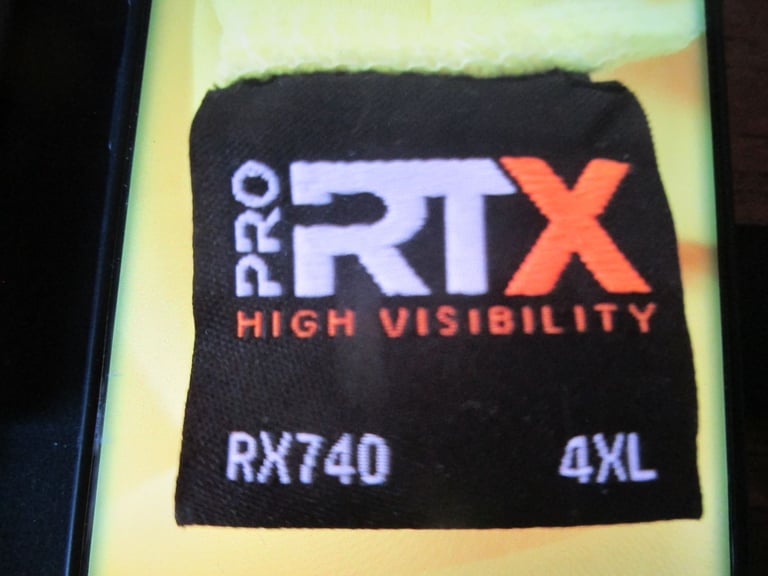 PRO RTX
HIGH VISIBILITY
RX740 4XL